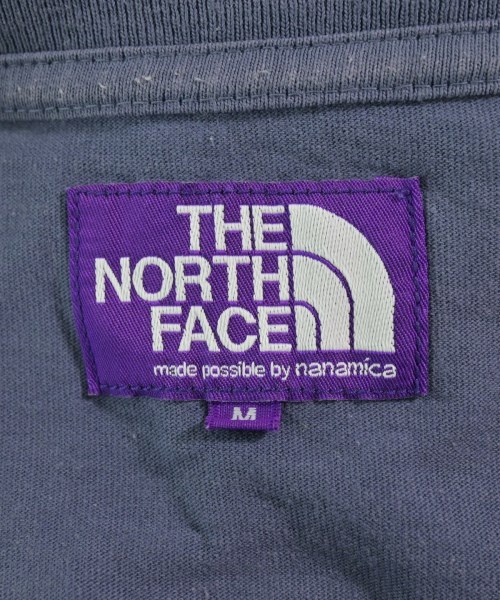 THE
NORTH
FACE
made possible by nanamica
M